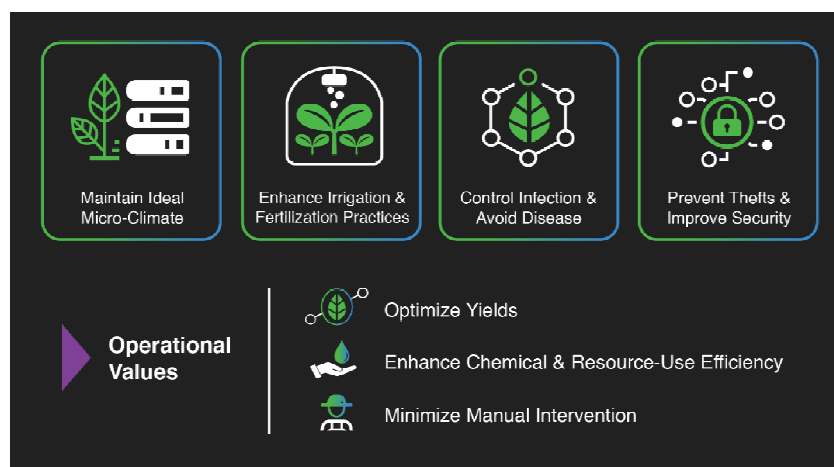 Maintain Ideal
Micro-Climate
Enhance Irrigation &
Fertilization Practices
Control Infection &
Avoid Disease
Prevent Thefts &
Improve Security
Operational
Values
Optimize Yields
Enhance Chemical & Resource-Use Efficiency
Minimize Manual Intervention